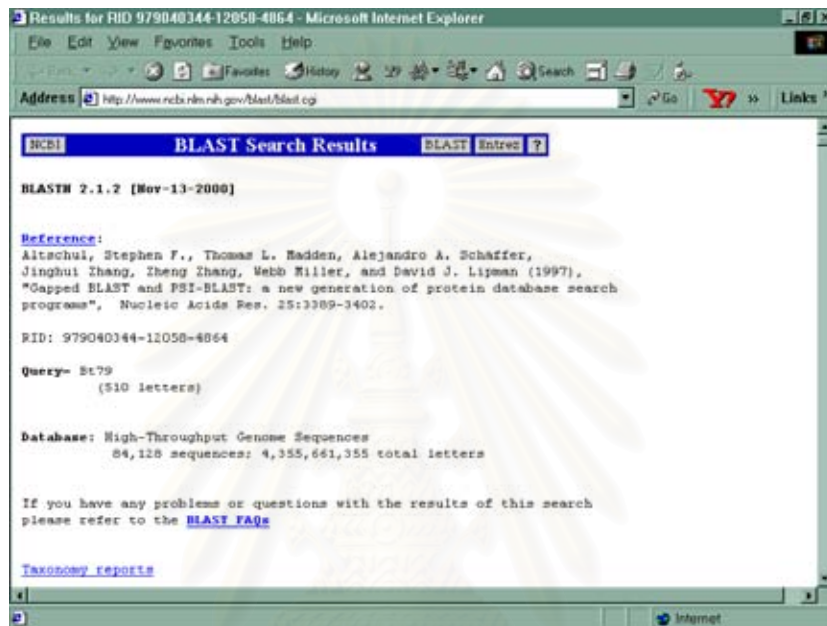 Results for RID 979040344-12058-4864 - Microsoft Internet Explorer
File Edit View Favorites Tools Help
Favorites History Search
Address http://www.ncbi.nlm.nih.gov/blast/blast.cgi Go Links
NCBI BLAST Search Results BLAST Entrez ?
BLASTN 2.1.2 [Nov-13-2000]
Reference:
Altschul, Stephen F., Thomas L. Madden, Alejandro A. Schäffer,
Jinghui Zhang, Zheng Zhang, Webb Miller, and David J. Lipman (1997),
"Gapped BLAST and PSI-BLAST: a new generation of protein database search
programs", Nucleic Acids Res. 25:3389-3402.
RID: 979040344-12058-4864
Query= Bt79
(510 letters)
Database: High-Throughput Genome Sequences
84,128 sequences; 4,355,661,355 total letters
If you have any problems or questions with the results of this search
please refer to the BLAST FAQs
Taxonomy reports
Internet